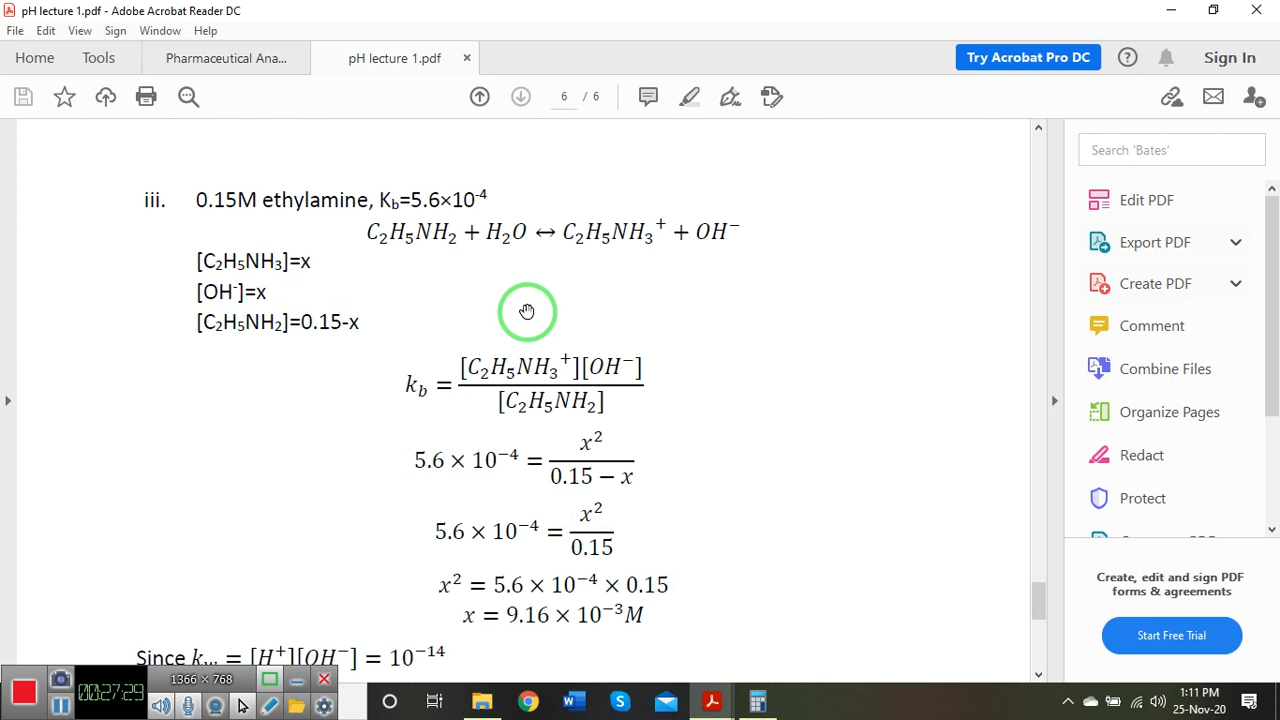 pH lecture 1.pdf - Adobe Acrobat Reader DC
File Edit View Sign Window Help
Home Tools Pharmaceutical Ana... pH lecture 1.pdf × Try Acrobat Pro DC ? Sign In
6 / 6
Search 'Bates'
Edit PDF
Export PDF
Create PDF
Comment
Combine Files
Organize Pages
Redact
Protect
Create, edit and sign PDF
forms & agreements
Start Free Trial
iii. 0.15M ethylamine, K_b=5.6×10^-4
C₂H₅NH₂ + H₂O ↔ C₂H₅NH₃⁺ + OH⁻
[C₂H₅NH₃]=x
[OH⁻]=x
[C₂H₅NH₂]=0.15-x
k_b = [C₂H₅NH₃⁺][OH⁻] / [C₂H₅NH₂]
5.6 × 10⁻⁴ = x² / 0.15 − x
5.6 × 10⁻⁴ = x² / 0.15
x² = 5.6 × 10⁻⁴ × 0.15
x = 9.16 × 10⁻³ M
Since k_w = [H⁺][OH⁻] = 10⁻¹⁴
1366 × 768
00:27:29
1:11 PM
25-Nov-20